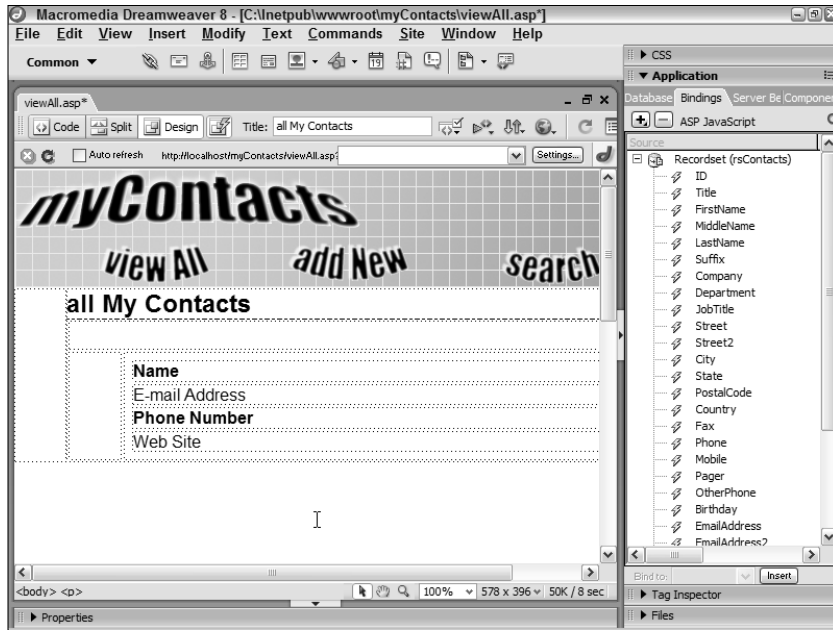 Macromedia Dreamweaver 8 - [C:\Inetpub\wwwroot\myContacts\viewAll.asp*]
File Edit View Insert Modify Text Commands Site Window Help
Common
viewAll.asp*
Code Split Design Title: all My Contacts
Auto refresh http://localhost/myContacts/viewAll.asp? Settings...
myContacts
view All add New search
all My Contacts
Name
E-mail Address
Phone Number
Web Site
<body> <p> 100% 578 x 396 50K / 8 sec
Properties
CSS
Application
Database Bindings Server Be Componen
ASP JavaScript
Source
Recordset (rsContacts)
ID
Title
FirstName
MiddleName
LastName
Suffix
Company
Department
JobTitle
Street
Street2
City
State
PostalCode
Country
Fax
Phone
Mobile
Pager
OtherPhone
Birthday
EmailAddress
EmailAddress2
Bind to: Insert
Tag Inspector
Files